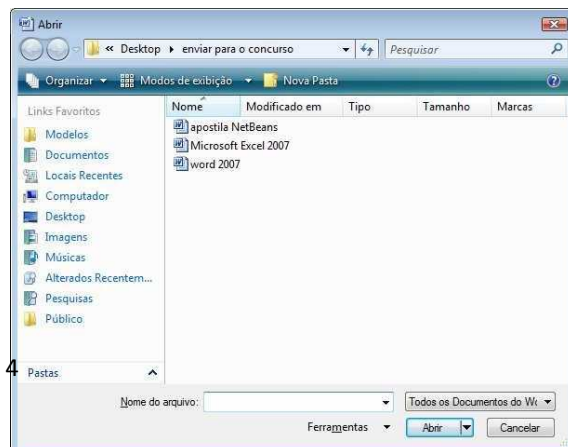 Abrir
« Desktop ▸ enviar para o concurso Pesquisar
Organizar Modos de exibição Nova Pasta
Links Favoritos
Modelos
Documentos
Locais Recentes
Computador
Desktop
Imagens
Músicas
Alterados Recentem...
Pesquisas
Público
Pastas
Nome Modificado em Tipo Tamanho Marcas
apostila NetBeans
Microsoft Excel 2007
word 2007
4
Nome do arquivo: Todos os Documentos do Wo
Ferramentas Abrir Cancelar